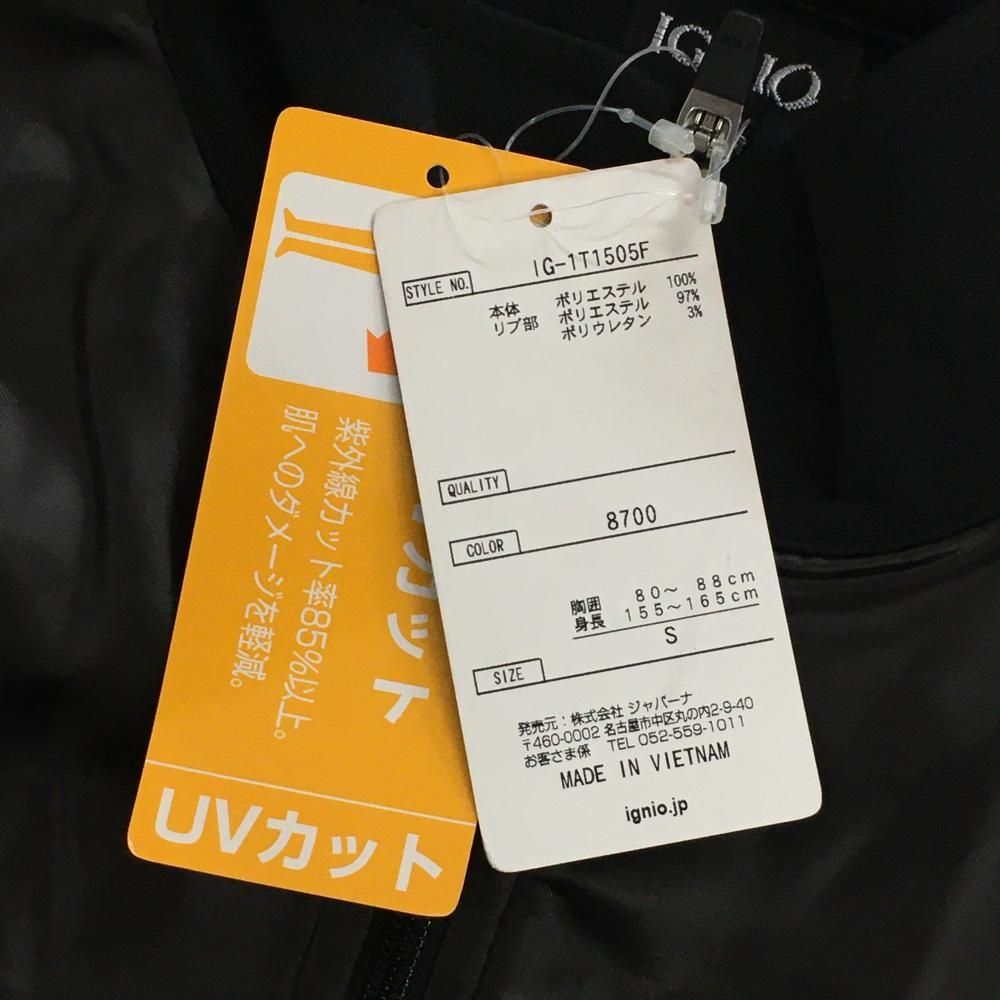 IG
IO
STYLE NO.
IG-1T1505F
本体 ポリエステル 100%
リブ部 ポリエステル 97%
ポリウレタン 3%
QUALITY
COLOR
8700
胸囲 80～ 88cm
身長 155～165cm
S
SIZE
発売元：株式会社 ジャパーナ
〒460-0002 名古屋市中区丸の内2-9-40
お客さま係 TEL 052-559-1011
MADE IN VIETNAM
ignio.jp
カット
紫外線カット率85%以上。
肌へのダメージを軽減。
UVカット